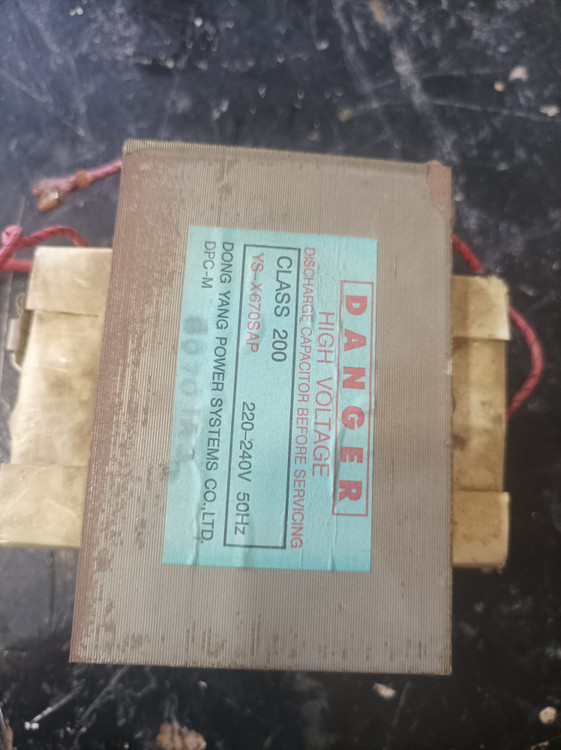 DANGER
HIGH VOLTAGE
DISCHARGE CAPACITOR BEFORE SERVICING
CLASS 200
YS-X670SAP 220-240V 50Hz
DONG YANG POWER SYSTEMS CO.,LTD.
DPC-M